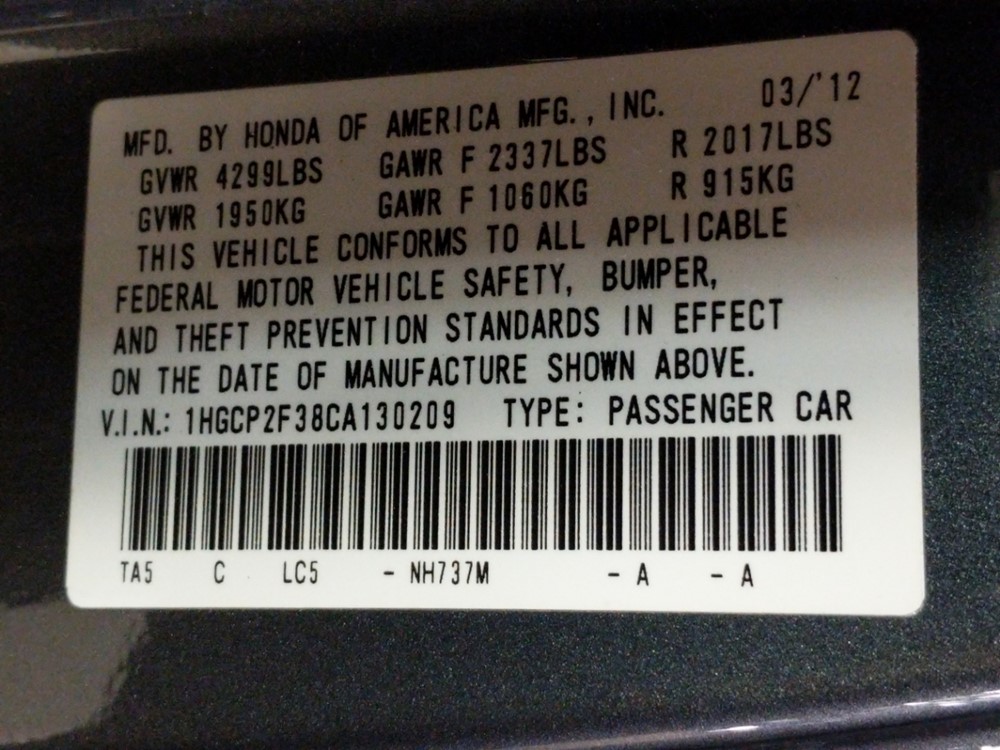 MFD. BY HONDA OF AMERICA MFG., INC. 03/'12
GVWR 4299LBS GAWR F 2337LBS R 2017LBS
GVWR 1950KG GAWR F 1060KG R 915KG
THIS VEHICLE CONFORMS TO ALL APPLICABLE
FEDERAL MOTOR VEHICLE SAFETY, BUMPER,
AND THEFT PREVENTION STANDARDS IN EFFECT
ON THE DATE OF MANUFACTURE SHOWN ABOVE.
V.I.N.: 1HGCP2F38CA130209 TYPE: PASSENGER CAR
TA5 C LC5 - NH737M - A - A